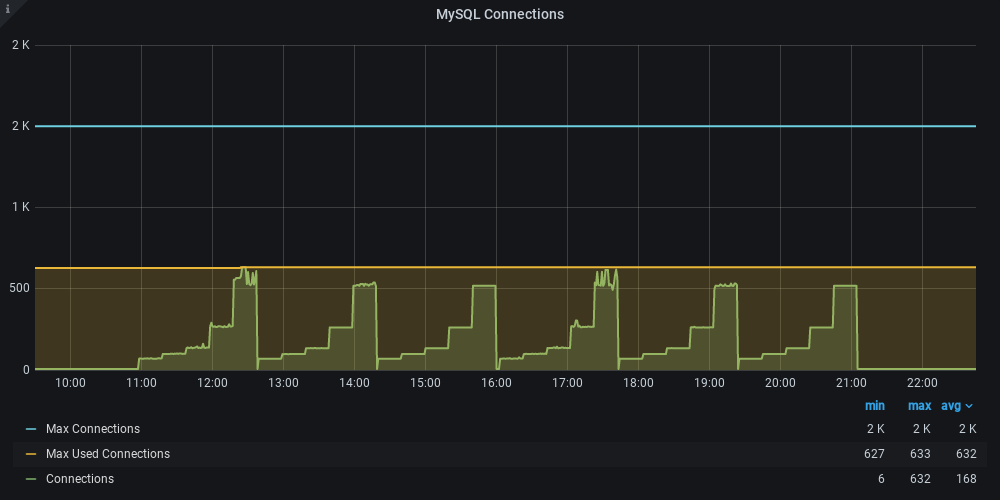 i
MySQL Connections
2 K
2 K
1 K
500
0
10:00 11:00 12:00 13:00 14:00 15:00 16:00 17:00 18:00 19:00 20:00 21:00 22:00
min max avg
Max Connections 2 K 2 K 2 K
Max Used Connections 627 633 632
Connections 6 632 168